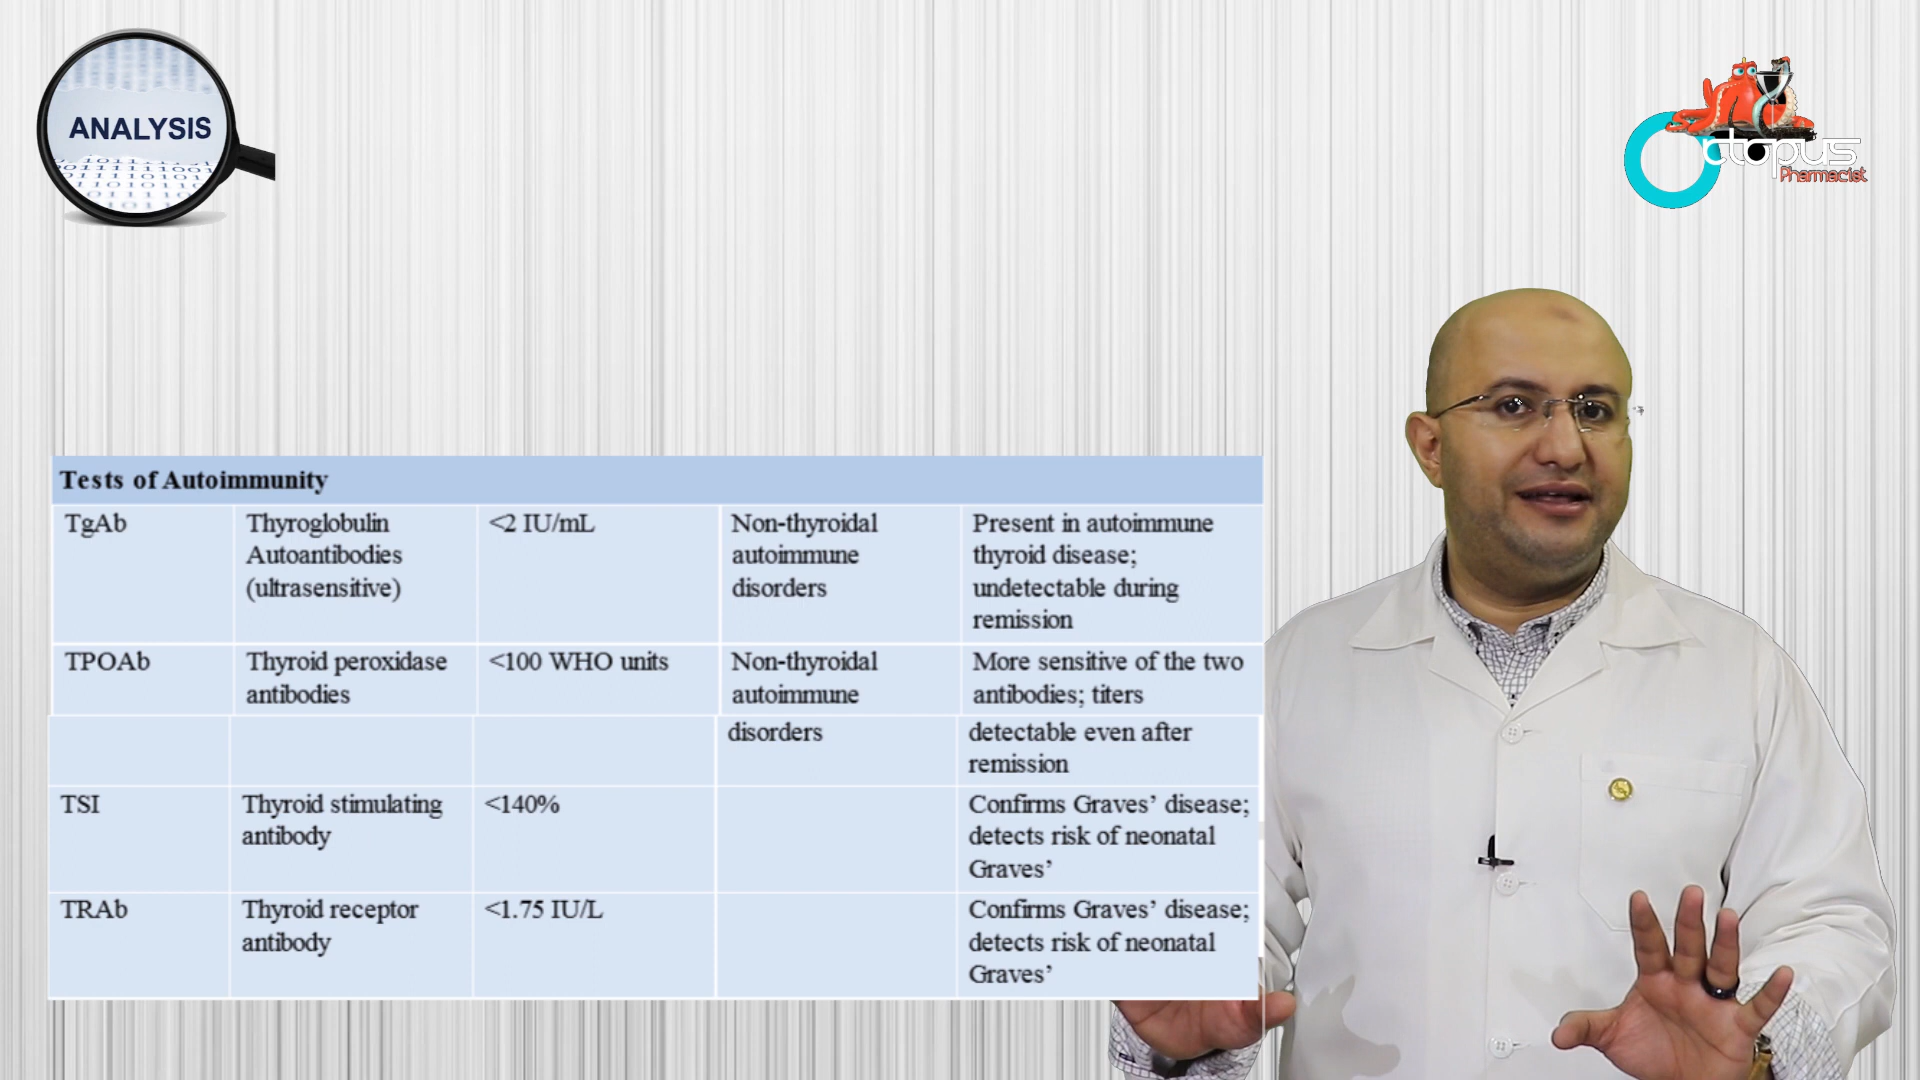 ANALYSIS
Octopus
Pharmacist
Tests of Autoimmunity
TgAb
Thyroglobulin
Autoantibodies
(ultrasensitive)
<2 IU/mL
Non-thyroidal
autoimmune
disorders
Present in autoimmune
thyroid disease;
undetectable during
remission
TPOAb
Thyroid peroxidase
antibodies
<100 WHO units
Non-thyroidal
autoimmune
disorders
More sensitive of the two
antibodies; titers
detectable even after
remission
TSI
Thyroid stimulating
antibody
<140%
Confirms Graves’ disease;
detects risk of neonatal
Graves’
TRAb
Thyroid receptor
antibody
<1.75 IU/L
Confirms Graves’ disease;
detects risk of neonatal
Graves’